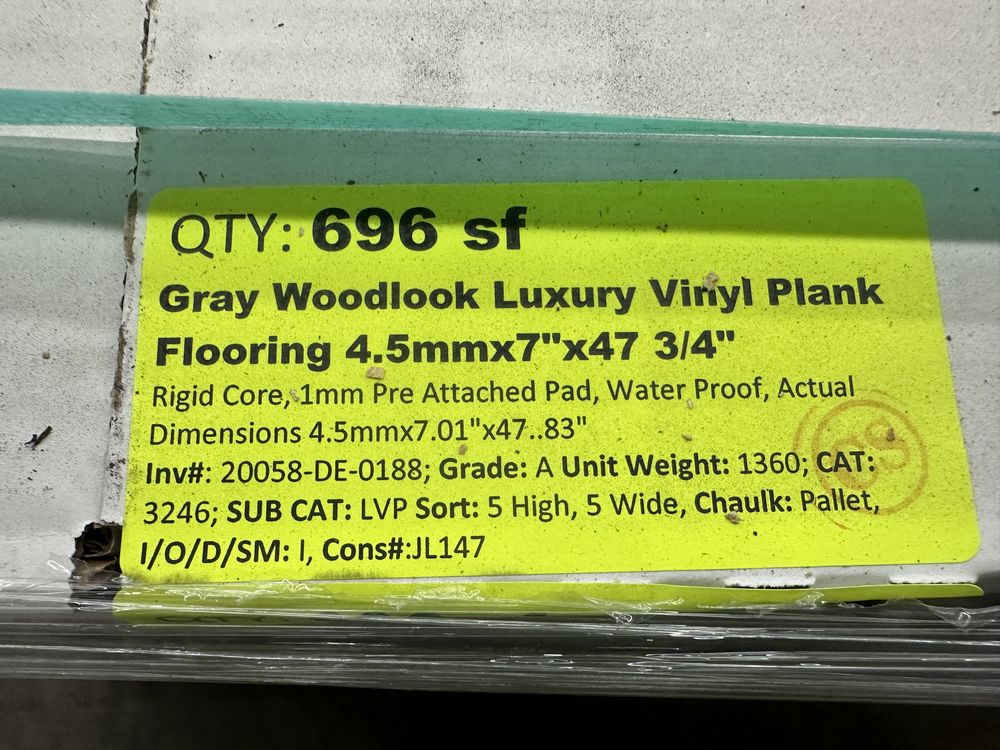 QTY: 696 sf
Gray Woodlook Luxury Vinyl Plank
Flooring 4.5mmx7"x47 3/4"
Rigid Core, 1mm Pre Attached Pad, Water Proof, Actual
Dimensions 4.5mmx7.01"x47..83"
Inv#: 20058-DE-0188; Grade: A Unit Weight: 1360; CAT:
3246; SUB CAT: LVP Sort: 5 High, 5 Wide, Chaulk: Pallet,
I/O/D/SM: I, Cons#:JL147